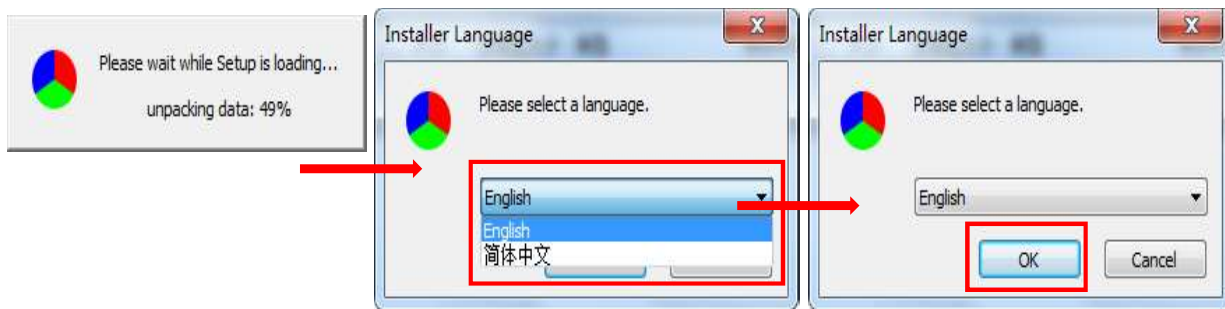 Please wait while Setup is loading...
unpacking data: 49%
Installer Language
Please select a language.
English
English
简体中文
Installer Language
Please select a language.
English
OK
Cancel